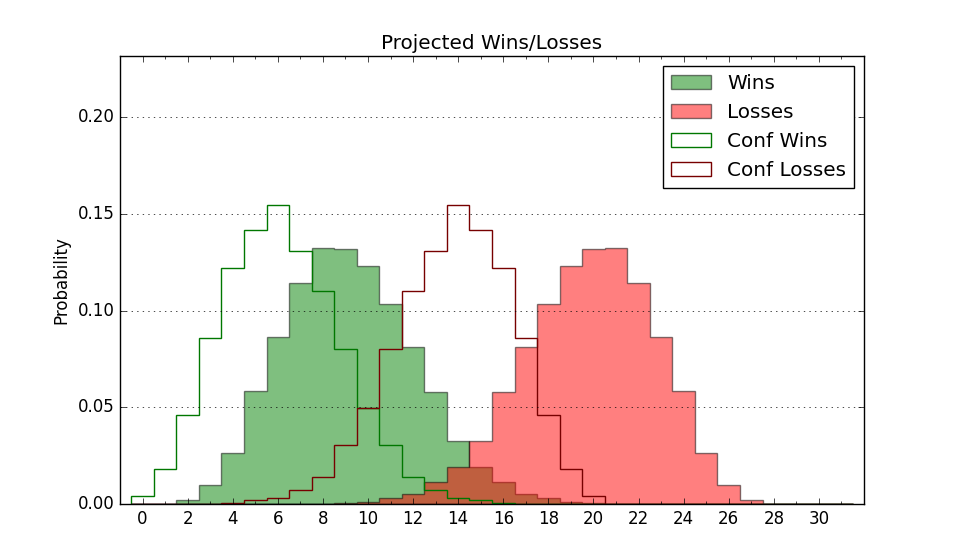 Projected Wins/Losses
Wins
Losses
Conf Wins
Conf Losses
Probability
0.20
0.15
0.10
0.05
0.00
0 2 4 6 8 10 12 14 16 18 20 22 24 26 28 30